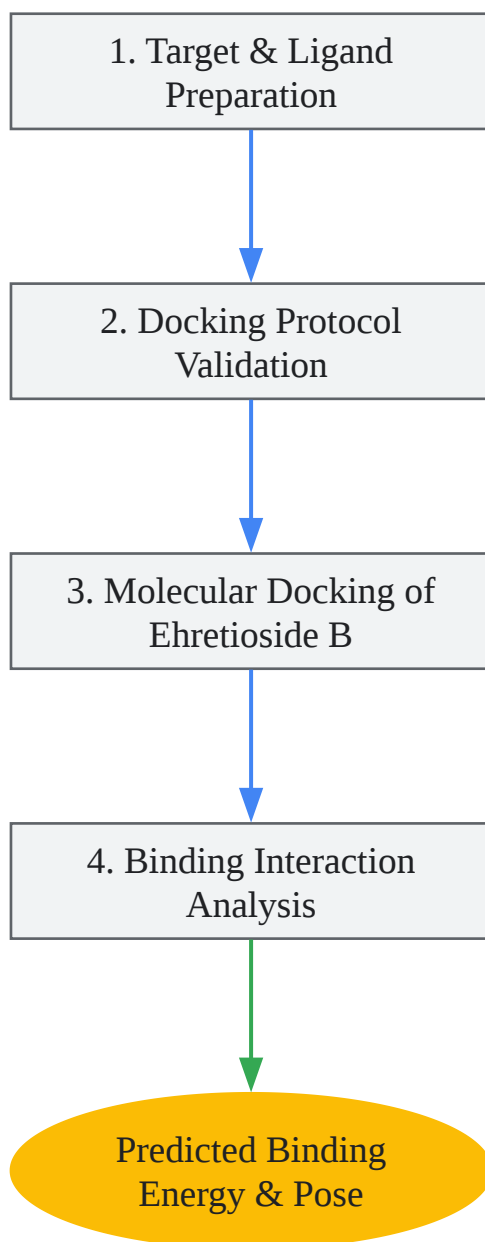 1. Target & Ligand
Preparation
2. Docking Protocol
Validation
3. Molecular Docking of
Ehretioside B
4. Binding Interaction
Analysis
Predicted Binding
Energy & Pose